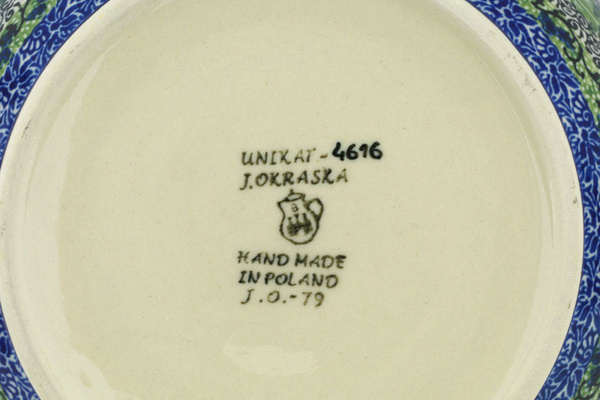 UNIKAT - 4616
J.OKRASKA
B
HAND MADE
IN POLAND
J.O.-79